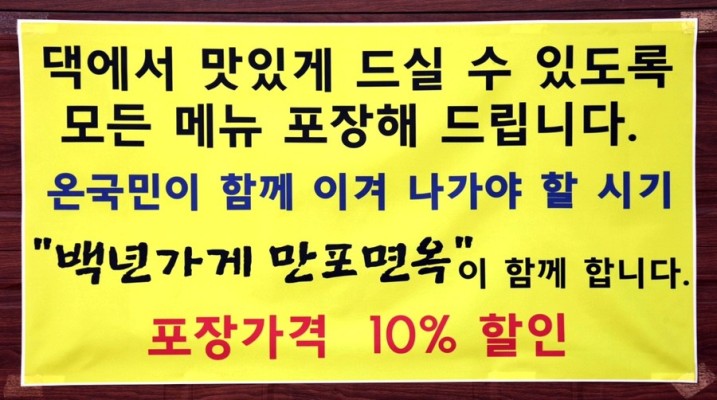 댁에서 맛있게 드실 수 있도록
모든 메뉴 포장해 드립니다.
온국민이 함께 이겨 나가야 할 시기
"백년가게 만포면옥"이 함께 합니다.
포장가격 10% 할인